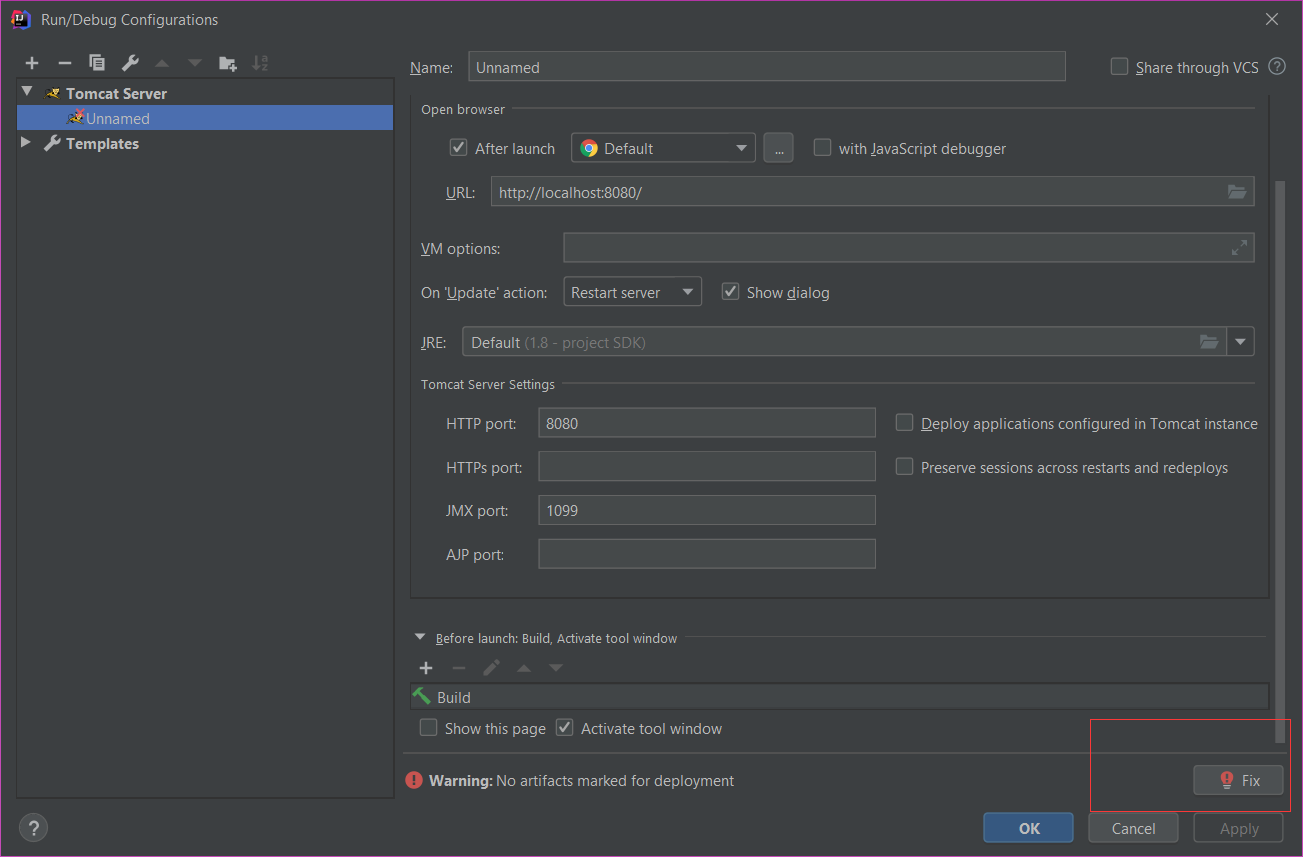 Run/Debug Configurations
Name: Unnamed Share through VCS ?
Tomcat Server
Unnamed
Templates
Open browser
After launch Default ... with JavaScript debugger
URL: http://localhost:8080/
VM options:
On 'Update' action: Restart server Show dialog
JRE: Default (1.8 - project SDK)
Tomcat Server Settings
HTTP port: 8080 Deploy applications configured in Tomcat instance
HTTPs port: Preserve sessions across restarts and redeploys
JMX port: 1099
AJP port:
Before launch: Build, Activate tool window
Build
Show this page Activate tool window
Warning: No artifacts marked for deployment Fix
? OK Cancel Apply